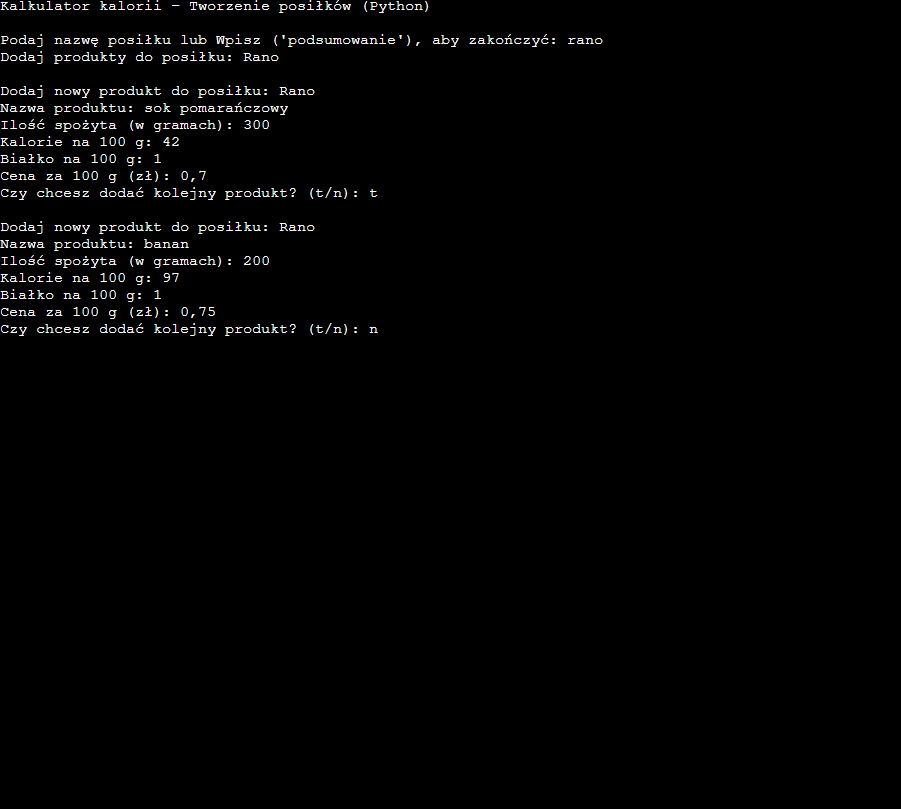 Kalkulator kalorii – Tworzenie posiłków (Python)
Podaj nazwę posiłku lub Wpisz ('podsumowanie'), aby zakończyć: rano
Dodaj produkty do posiłku: Rano
Dodaj nowy produkt do posiłku: Rano
Nazwa produktu: sok pomarańczowy
Ilość spożyta (w gramach): 300
Kalorie na 100 g: 42
Białko na 100 g: 1
Cena za 100 g (zł): 0,7
Czy chcesz dodać kolejny produkt? (t/n): t
Dodaj nowy produkt do posiłku: Rano
Nazwa produktu: banan
Ilość spożyta (w gramach): 200
Kalorie na 100 g: 97
Białko na 100 g: 1
Cena za 100 g (zł): 0,75
Czy chcesz dodać kolejny produkt? (t/n): n